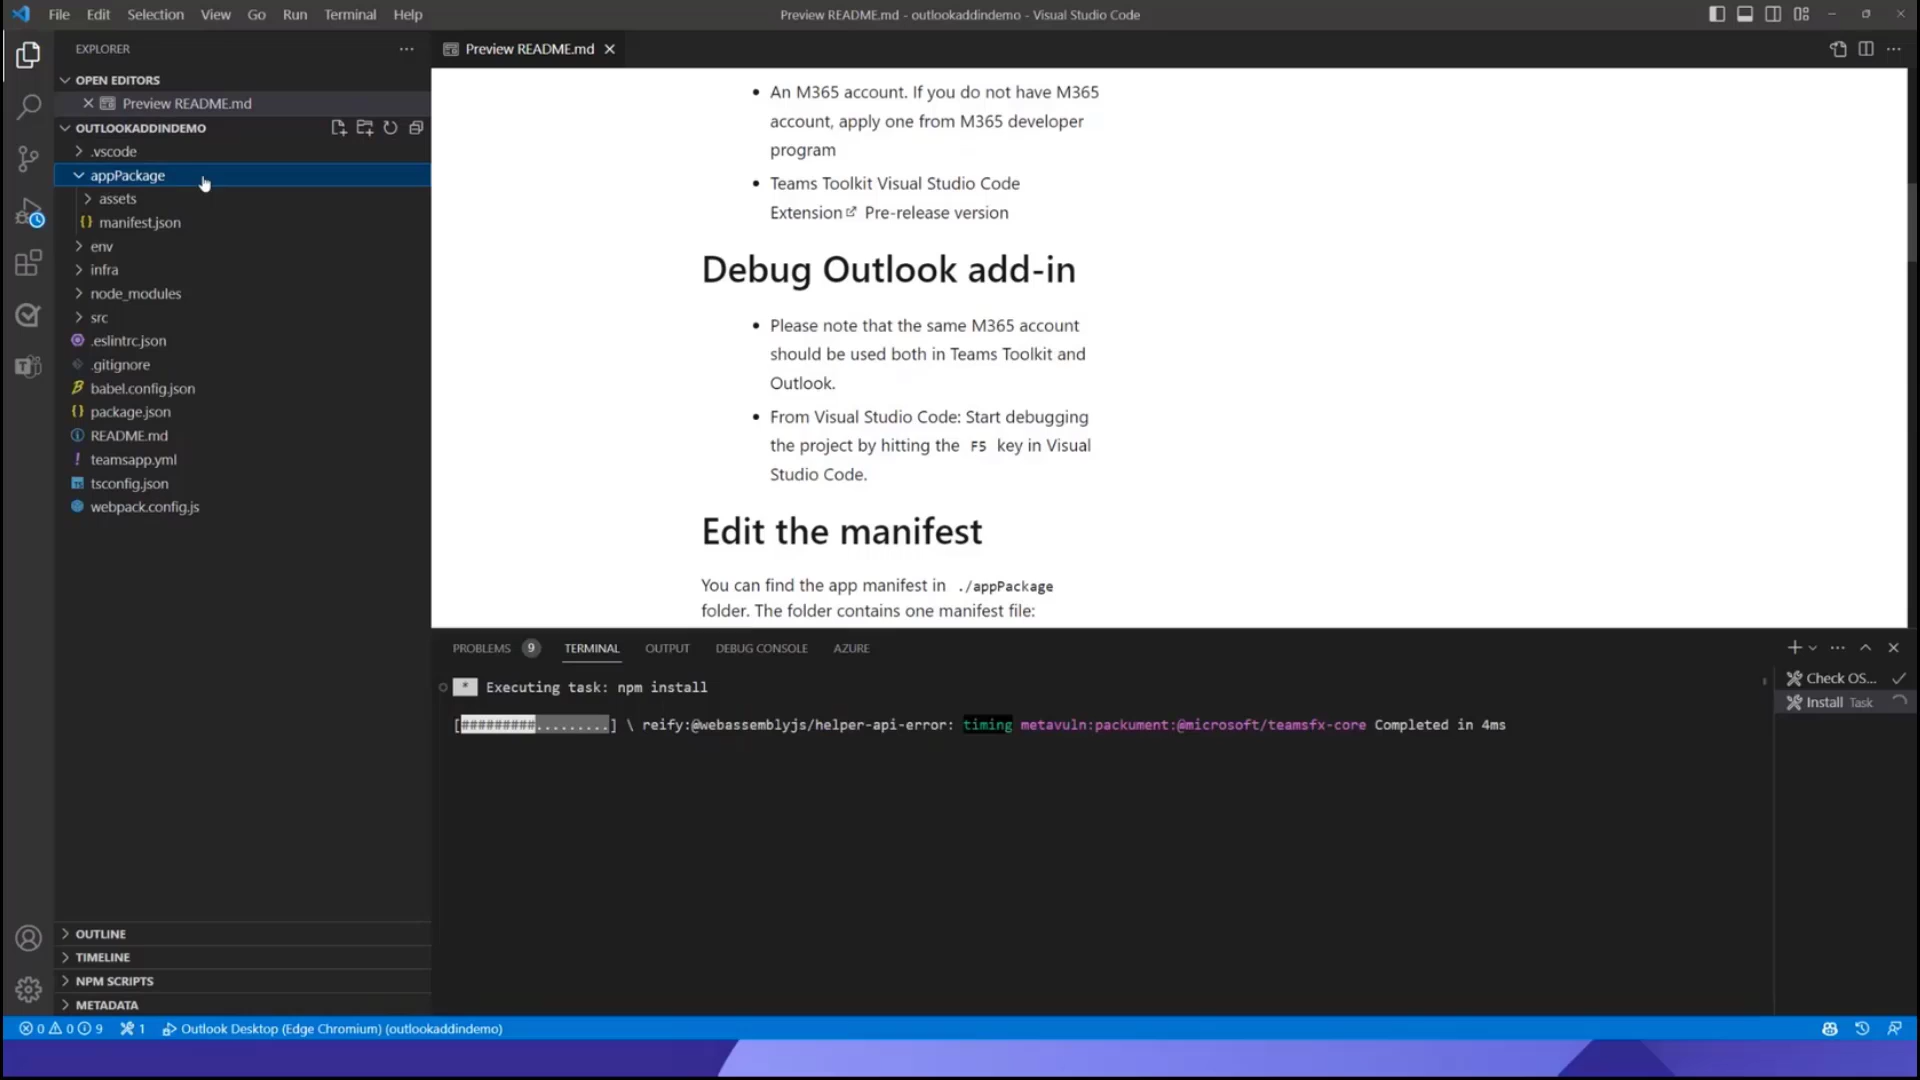 File Edit Selection View Go Run Terminal Help
Preview README.md - outlookaddindemo - Visual Studio Code
EXPLORER
OPEN EDITORS
Preview README.md
OUTLOOKADDINDEMO
.vscode
appPackage
assets
{} manifest.json
env
infra
node_modules
src
.eslintrc.json
.gitignore
babel.config.json
{} package.json
README.md
! teamsapp.yml
TS tsconfig.json
webpack.config.js
OUTLINE
TIMELINE
NPM SCRIPTS
METADATA
Preview README.md
• An M365 account. If you do not have M365
account, apply one from M365 developer
program
• Teams Toolkit Visual Studio Code
Extension Pre-release version
Debug Outlook add-in
• Please note that the same M365 account
should be used both in Teams Toolkit and
Outlook.
• From Visual Studio Code: Start debugging
the project by hitting the F5 key in Visual
Studio Code.
Edit the manifest
You can find the app manifest in ./appPackage
folder. The folder contains one manifest file:
PROBLEMS 9 TERMINAL OUTPUT DEBUG CONSOLE AZURE
* Executing task: npm install
[#########.........] \ reify:@webassemblyjs/helper-api-error: timing metavuln:packument:@microsoft/teamsfx-core Completed in 4ms
Check OS...
Install Task
0 0 9 1 Outlook Desktop (Edge Chromium) (outlookaddindemo)